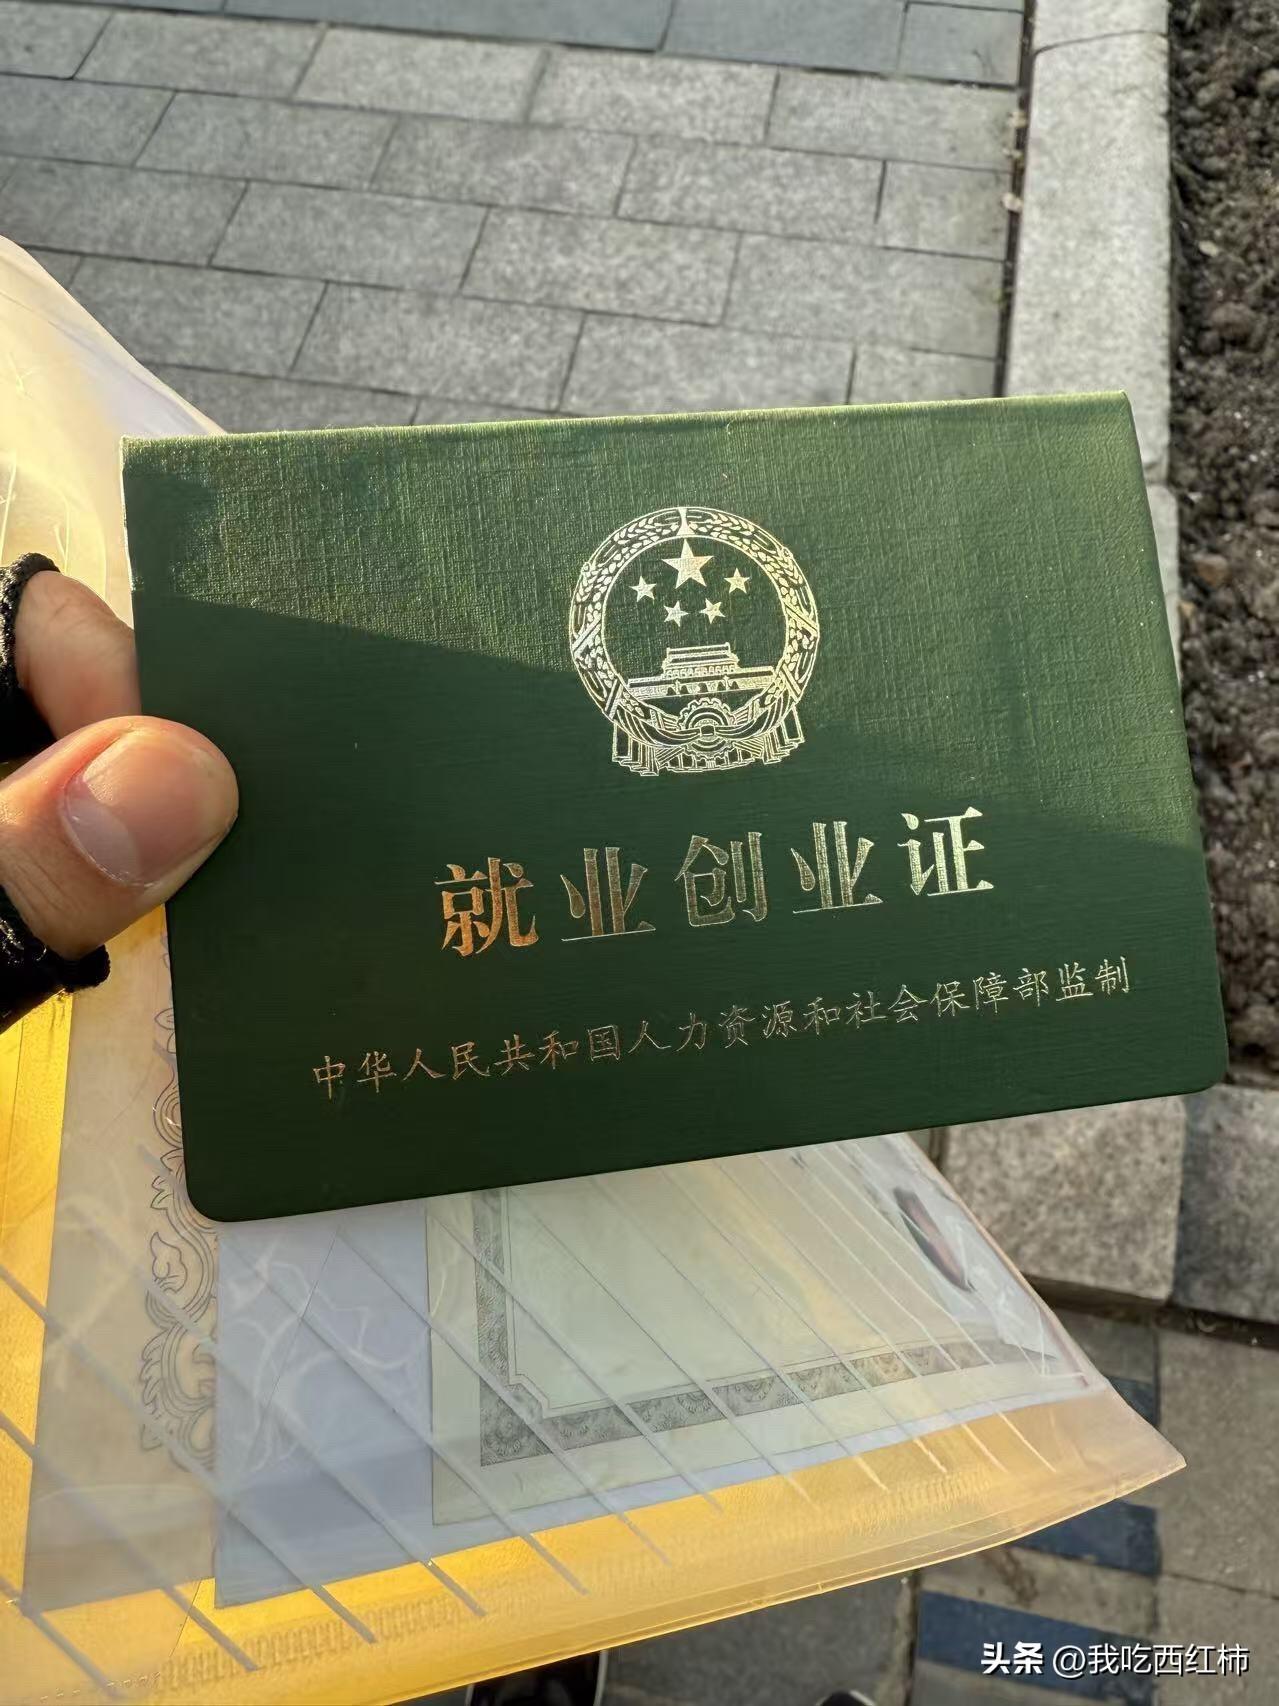 就业创业证
中华人民共和国人力资源和社会保障部监制
头条 @我吃西红柿